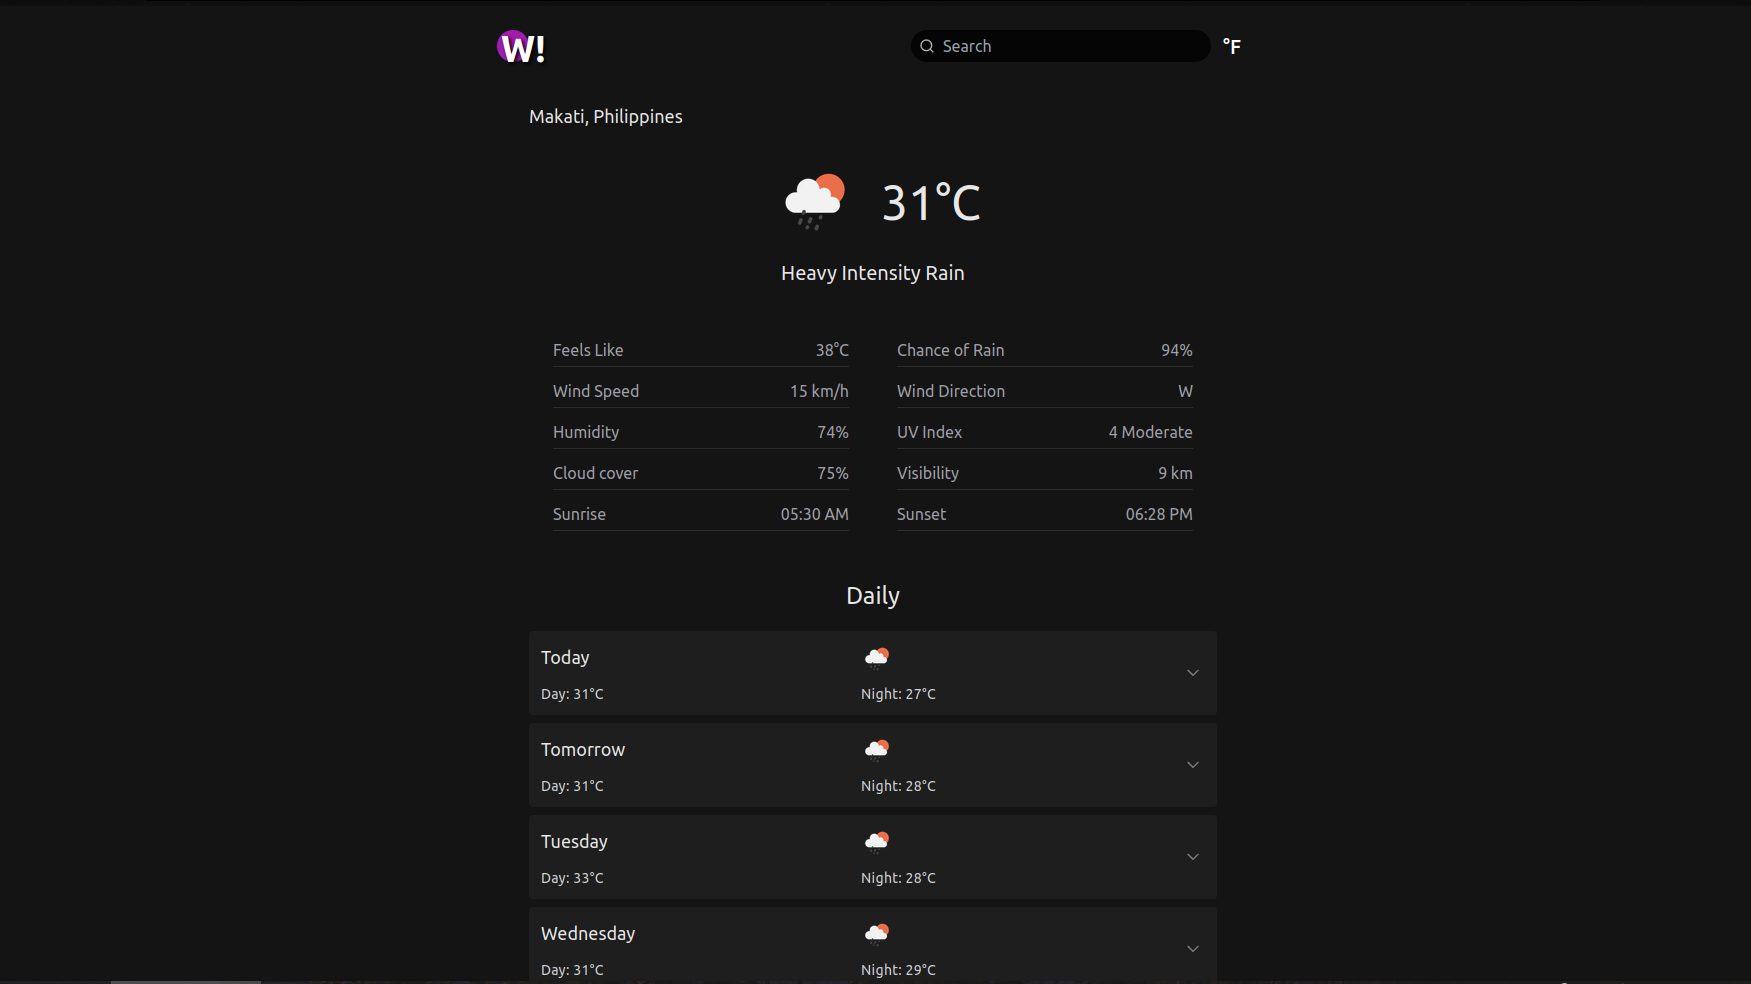 W!
Search
°F
Makati, Philippines
31°C
Heavy Intensity Rain
Feels Like 38°C
Chance of Rain 94%
Wind Speed 15 km/h
Wind Direction W
Humidity 74%
UV Index 4 Moderate
Cloud cover 75%
Visibility 9 km
Sunrise 05:30 AM
Sunset 06:28 PM
Daily
Today
Day: 31°C Night: 27°C
Tomorrow
Day: 31°C Night: 28°C
Tuesday
Day: 33°C Night: 28°C
Wednesday
Day: 31°C Night: 29°C